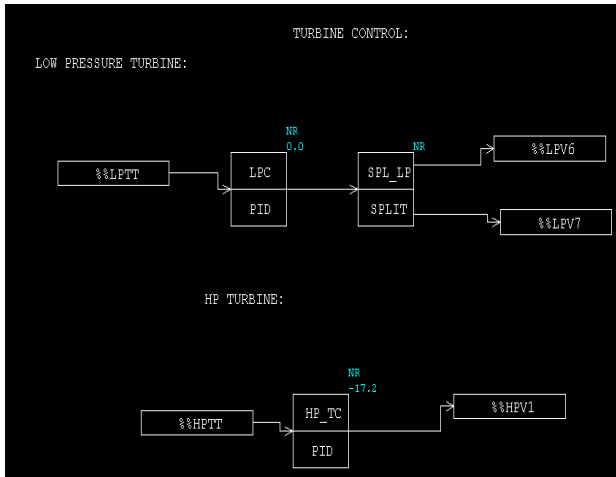 TURBINE CONTROL:
LOW PRESSURE TURBINE:
NR
0.0
NR
%%LPTT
LPC
PID
SPL_LP
SPLIT
%%LPV6
%%LPV7
HP TURBINE:
NR
-17.2
%%HPTT
HP_TC
PID
%%HPV1